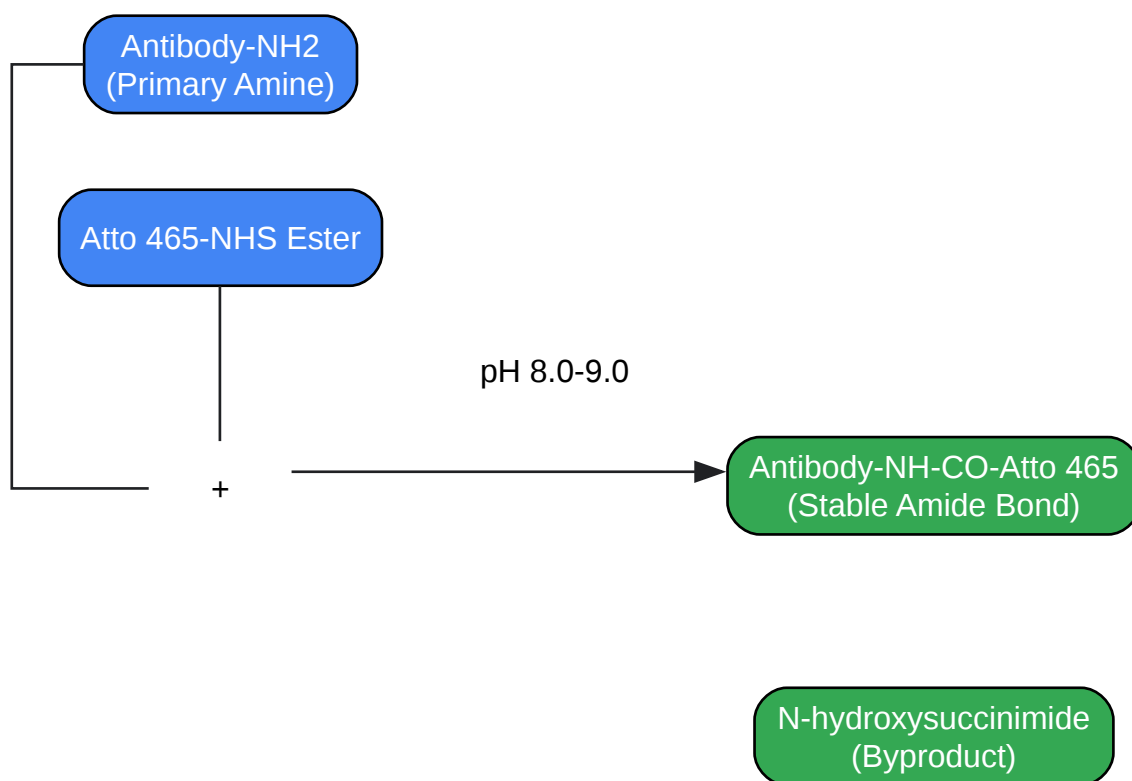 Antibody-NH2
(Primary Amine)
Atto 465-NHS Ester
pH 8.0-9.0
+
Antibody-NH-CO-Atto 465
(Stable Amide Bond)
N-hydroxysuccinimide
(Byproduct)